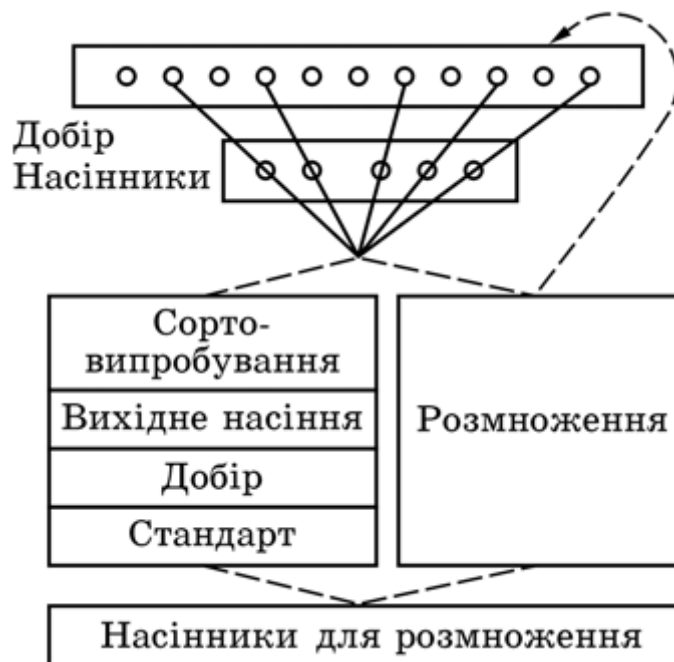 Добір
Насінники
Сорто-
випробування
Вихідне насіння
Добір
Стандарт
Розмноження
Насінники для розмноження